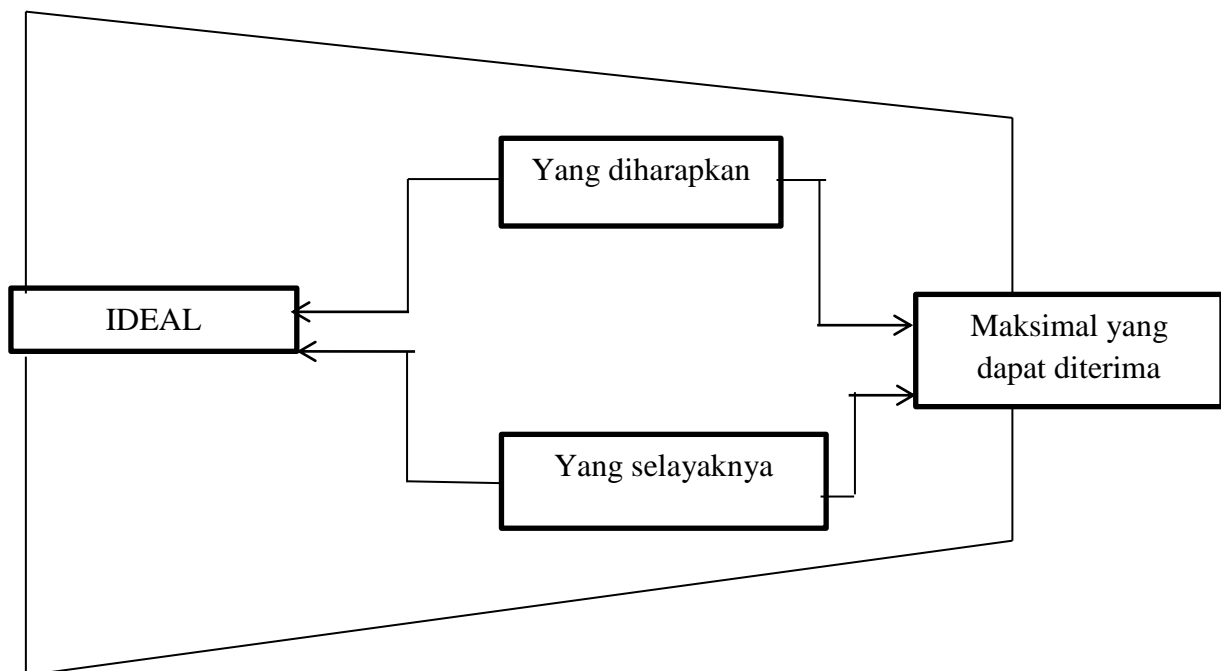 Yang diharapkan
IDEAL
Maksimal yang
dapat diterima
Yang selayaknya